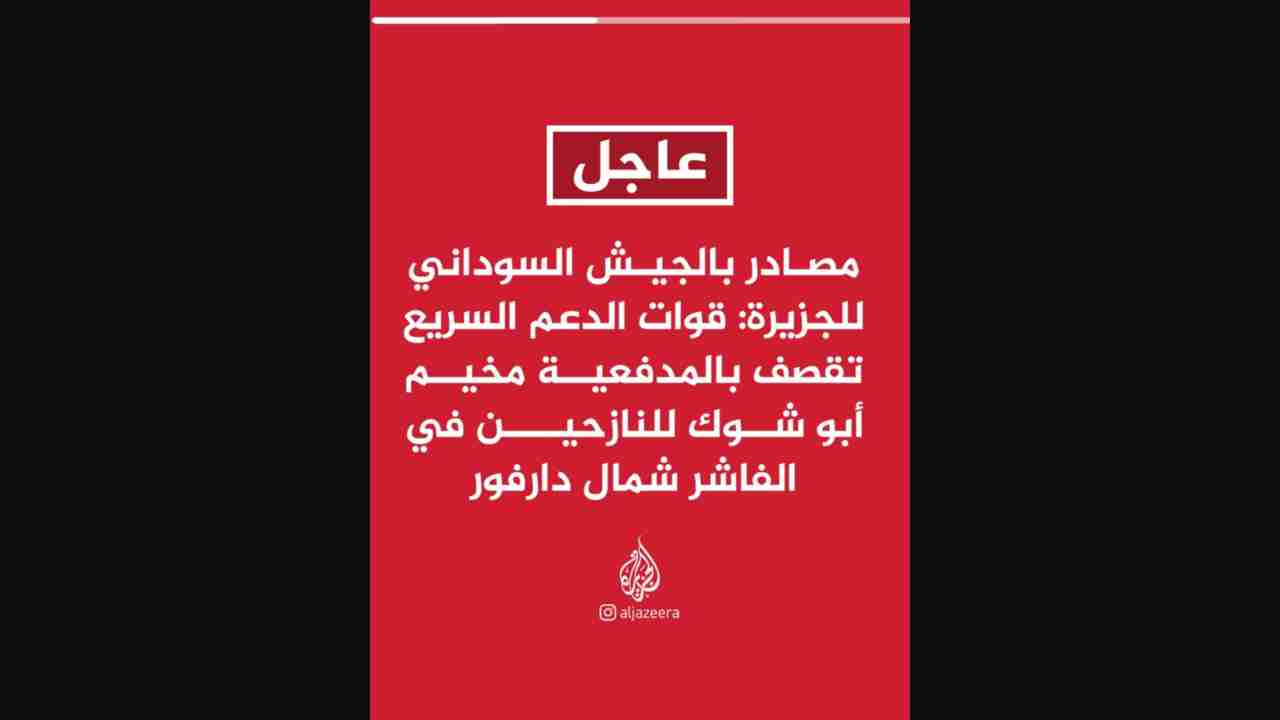 عاجل
مصادر بالجيش السوداني
للجزيرة: قوات الدعم السريع
تقصف بالمدفعية مخيم
أبو شوك للنازحين في
الفاشر شمال دارفور
الجزيرة
aljazeera